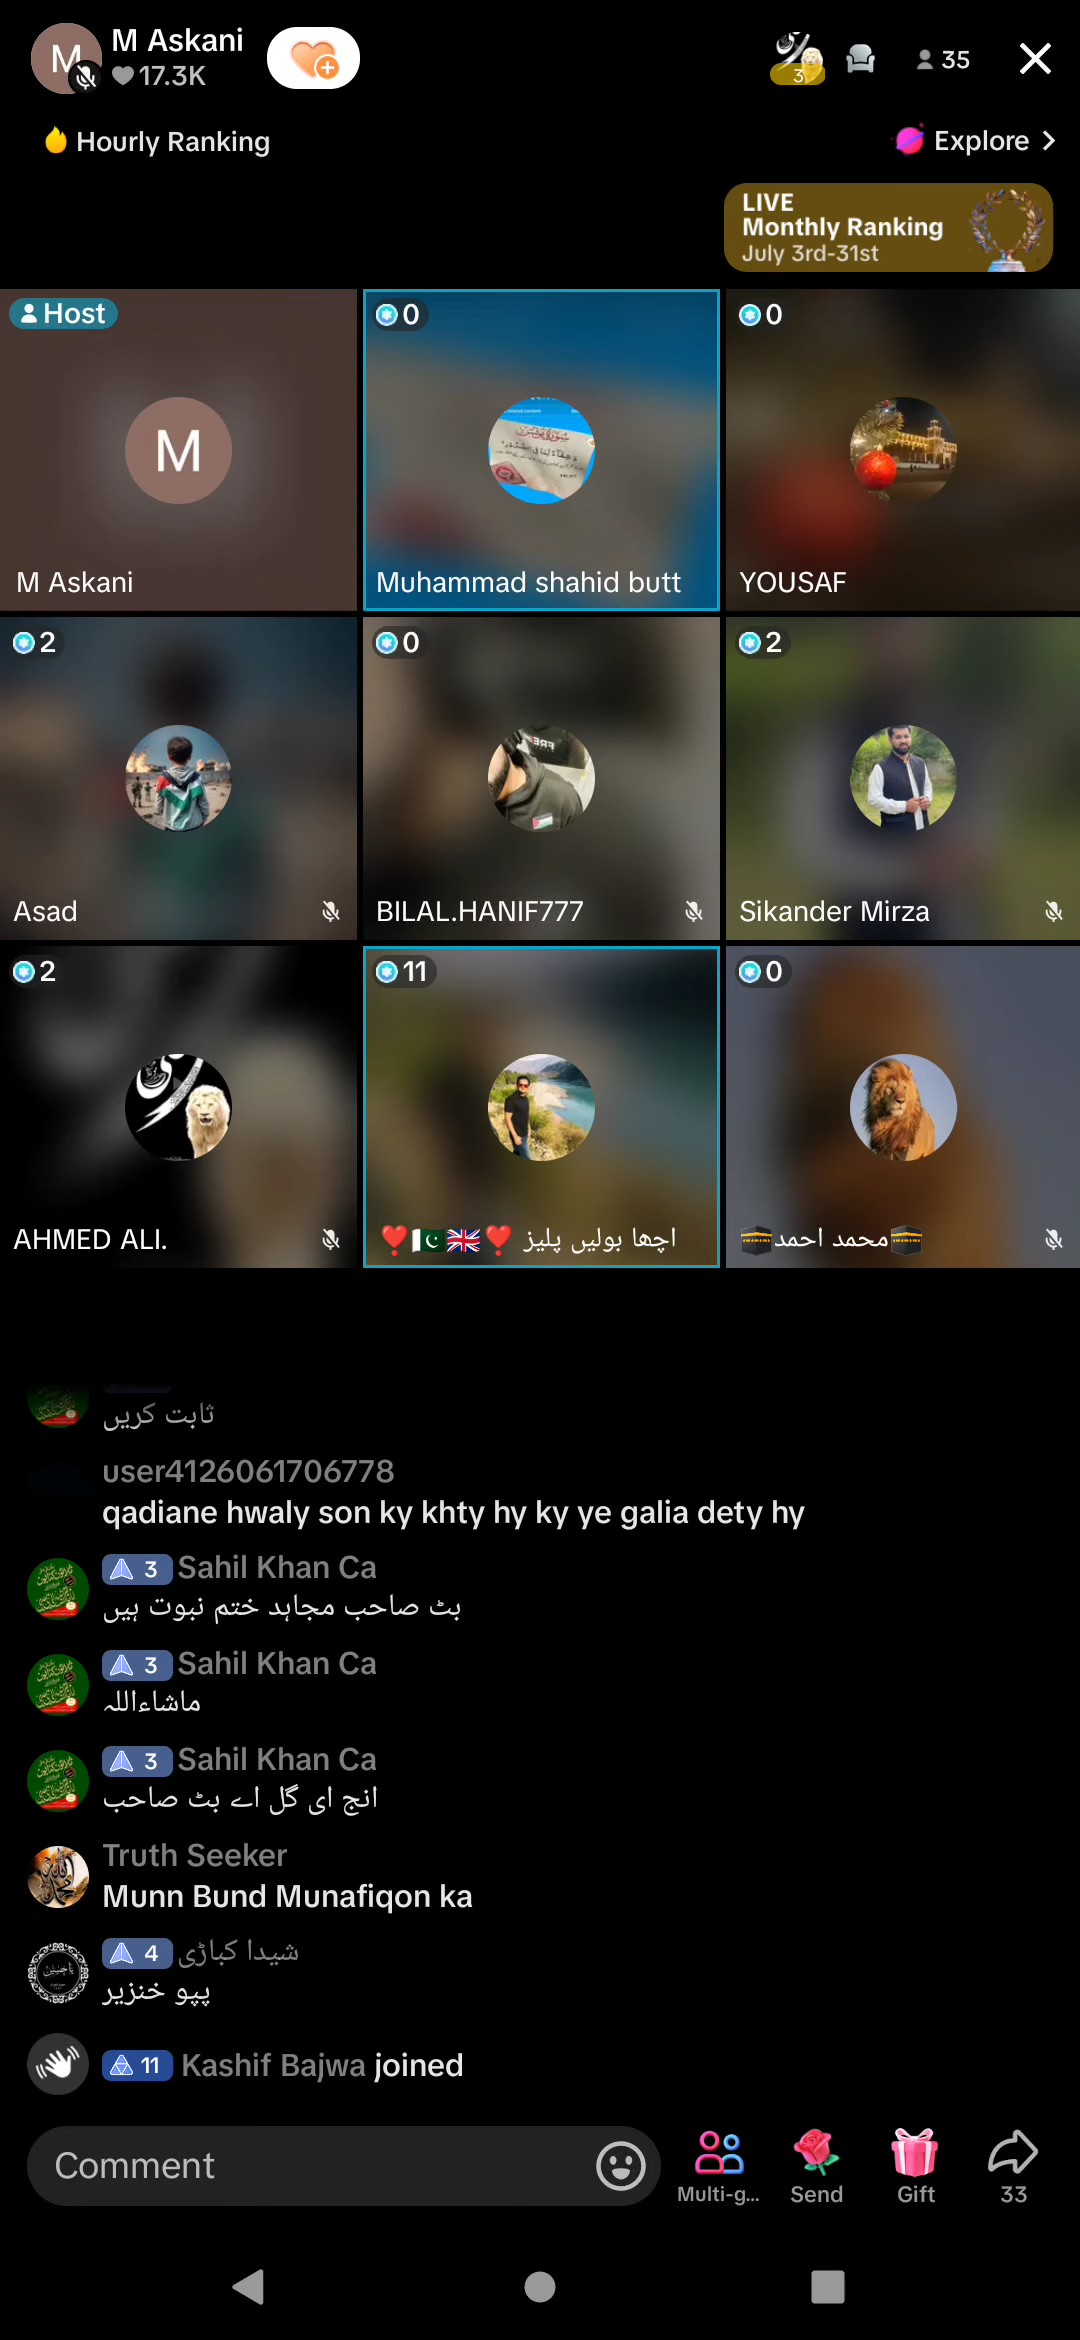 M
M Askani
17.3K
3
35
Hourly Ranking
Explore
LIVE
Monthly Ranking
July 3rd-31st
Host
M
M Askani
0
Muhammad shahid butt
0
YOUSAF
2
Asad
0
BILAL.HANIF777
2
Sikander Mirza
2
AHMED ALI.
11
اچھا بولیں پلیز ❤️🇬🇧🇵🇰❤️
0
🕋محمد احمد🕋
ثابت کریں
user4126061706778
qadiane hwaly son ky khty hy ky ye galia dety hy
3 Sahil Khan Ca
بٹ صاحب مجاہد ختم نبوت ہیں
3 Sahil Khan Ca
ماشاءاللہ
3 Sahil Khan Ca
انج ای گل اے بٹ صاحب
Truth Seeker
Munn Bund Munafiqon ka
4 شیدا کباڑی
پپو خنزیر
11 Kashif Bajwa joined
Comment
Multi-g...
Send
Gift
33